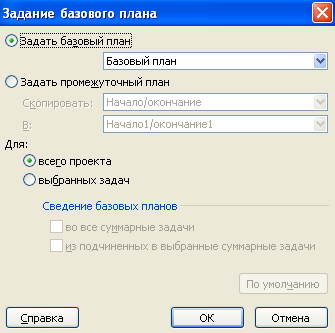 Задание базового плана
Задать базовый план
Базовый план
Задать промежуточный план
Скопировать: Начало/окончание
В: Начало1/окончание1
Для:
всего проекта
выбранных задач
Сведение базовых планов
во все суммарные задачи
из подчиненных в выбранные суммарные задачи
По умолчанию
Справка ОК Отмена